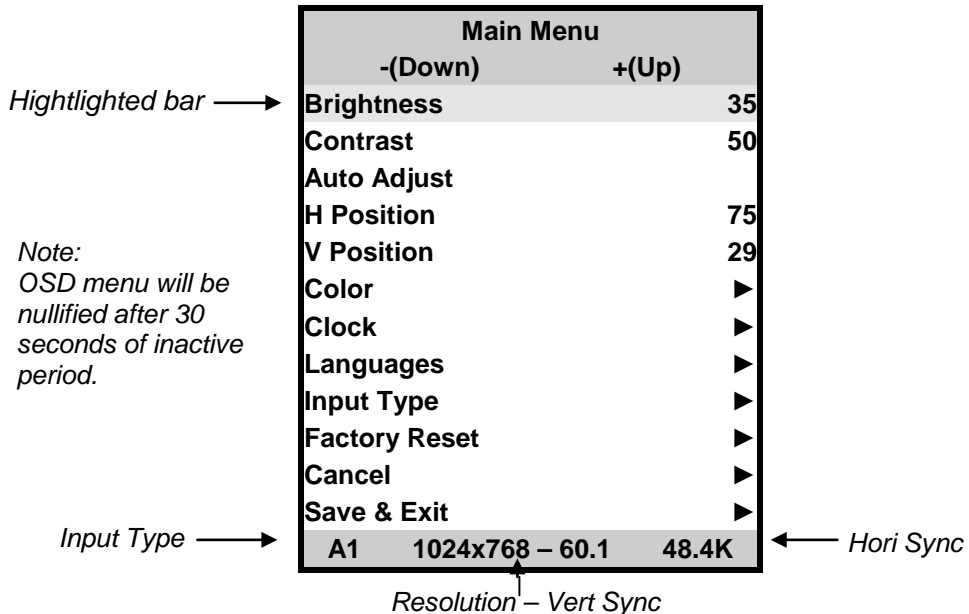 Main Menu
-(Down) +(Up)
Hightlighted bar
Brightness 35
Contrast 50
Auto Adjust
H Position 75
V Position 29
Color ►
Clock ►
Languages ►
Input Type ►
Factory Reset ►
Cancel ►
Save & Exit ►
Note:
OSD menu will be
nullified after 30
seconds of inactive
period.
Input Type
A1 1024x768 – 60.1 48.4K
Hori Sync
Resolution – Vert Sync